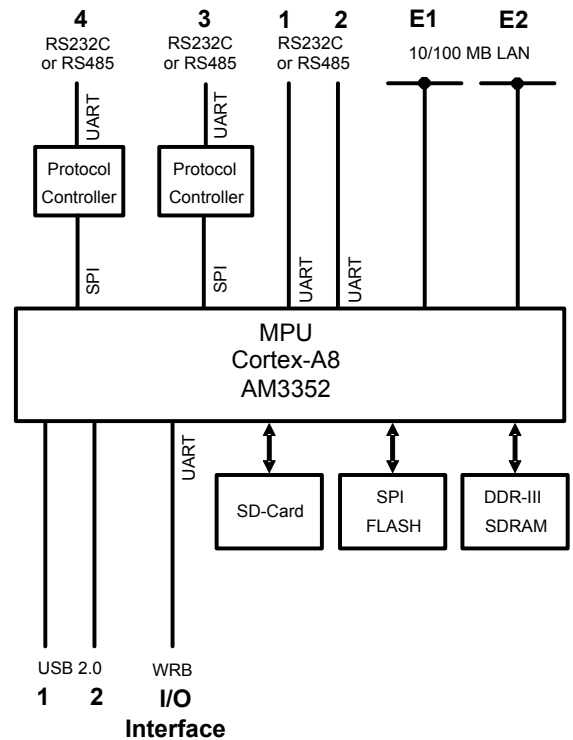 4 3 1 2 E1 E2
RS232C RS232C RS232C 10/100 MB LAN
or RS485 or RS485 or RS485
UART UART
Protocol Protocol
Controller Controller
SPI SPI UART UART
MPU
Cortex-A8
AM3352
UART
SD-Card SPI DDR-III
FLASH SDRAM
USB 2.0 WRB
1 2 I/O
Interface